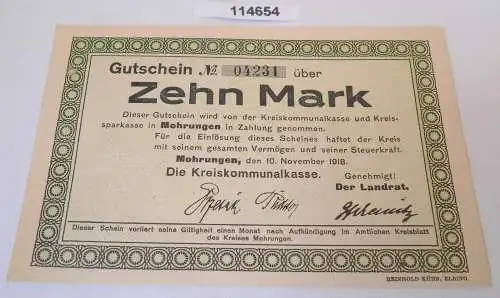 114654
Gutschein № 04231 über
Zehn Mark
Dieser Gutschein wird von der Kreiskommunalkasse und Kreis-
sparkasse in Mohrungen in Zahlung genommen.
Für die Einlösung dieses Scheines haftet der Kreis
mit seinem gesamten Vermögen und seiner Steuerkraft.
Mohrungen, den 10. November 1918.
Die Kreiskommunalkasse.
Genehmigt!
Der Landrat.
Dieser Schein verliert seine Giltigkeit einen Monat nach Aufkündigung im Amtlichen Kreisblatt
des Kreises Mohrungen.
REINHOLD KÜHN, ELBING.